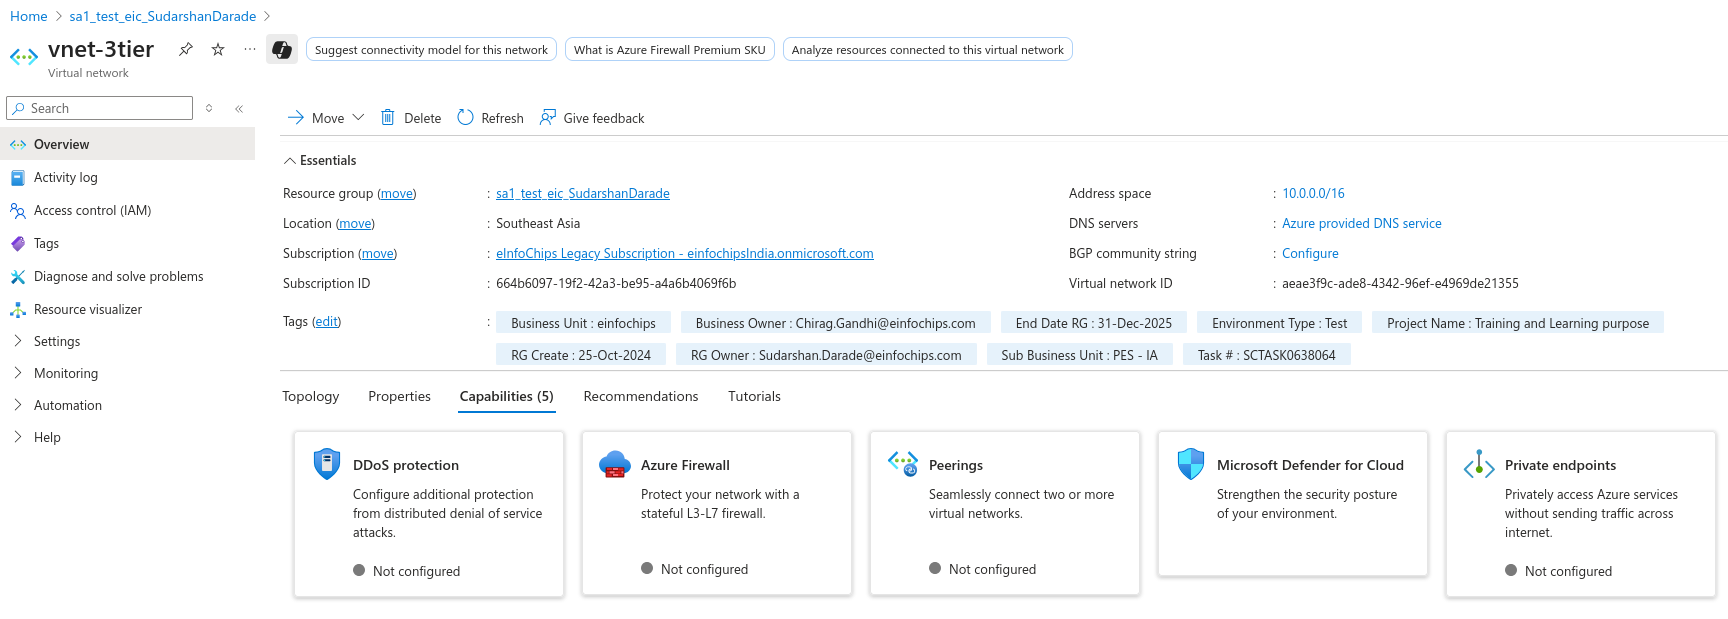 Home > sa1_test_eic_SudarshanDarade >
vnet-3tier
Virtual network
Suggest connectivity model for this network
What is Azure Firewall Premium SKU
Analyze resources connected to this virtual network
Search
Overview
Activity log
Access control (IAM)
Tags
Diagnose and solve problems
Resource visualizer
Settings
Monitoring
Automation
Help
Move
Delete
Refresh
Give feedback
Essentials
Resource group (move) : sa1_test_eic_SudarshanDarade
Location (move) : Southeast Asia
Subscription (move) : eInfoChips Legacy Subscription - einfochipsIndia.onmicrosoft.com
Subscription ID : 664b6097-19f2-42a3-be95-a4a6b4069f6b
Address space : 10.0.0.0/16
DNS servers : Azure provided DNS service
BGP community string : Configure
Virtual network ID : aeae3f9c-ade8-4342-96ef-e4969de21355
Tags (edit) : Business Unit : einfochips Business Owner : Chirag.Gandhi@einfochips.com End Date RG : 31-Dec-2025 Environment Type : Test Project Name : Training and Learning purpose
RG Create : 25-Oct-2024 RG Owner : Sudarshan.Darade@einfochips.com Sub Business Unit : PES - IA Task # : SCTASK0638064
Topology Properties Capabilities (5) Recommendations Tutorials
DDoS protection
Configure additional protection
from distributed denial of service
attacks.
Not configured
Azure Firewall
Protect your network with a
stateful L3-L7 firewall.
Not configured
Peerings
Seamlessly connect two or more
virtual networks.
Not configured
Microsoft Defender for Cloud
Strengthen the security posture
of your environment.
Private endpoints
Privately access Azure services
without sending traffic across
internet.
Not configured